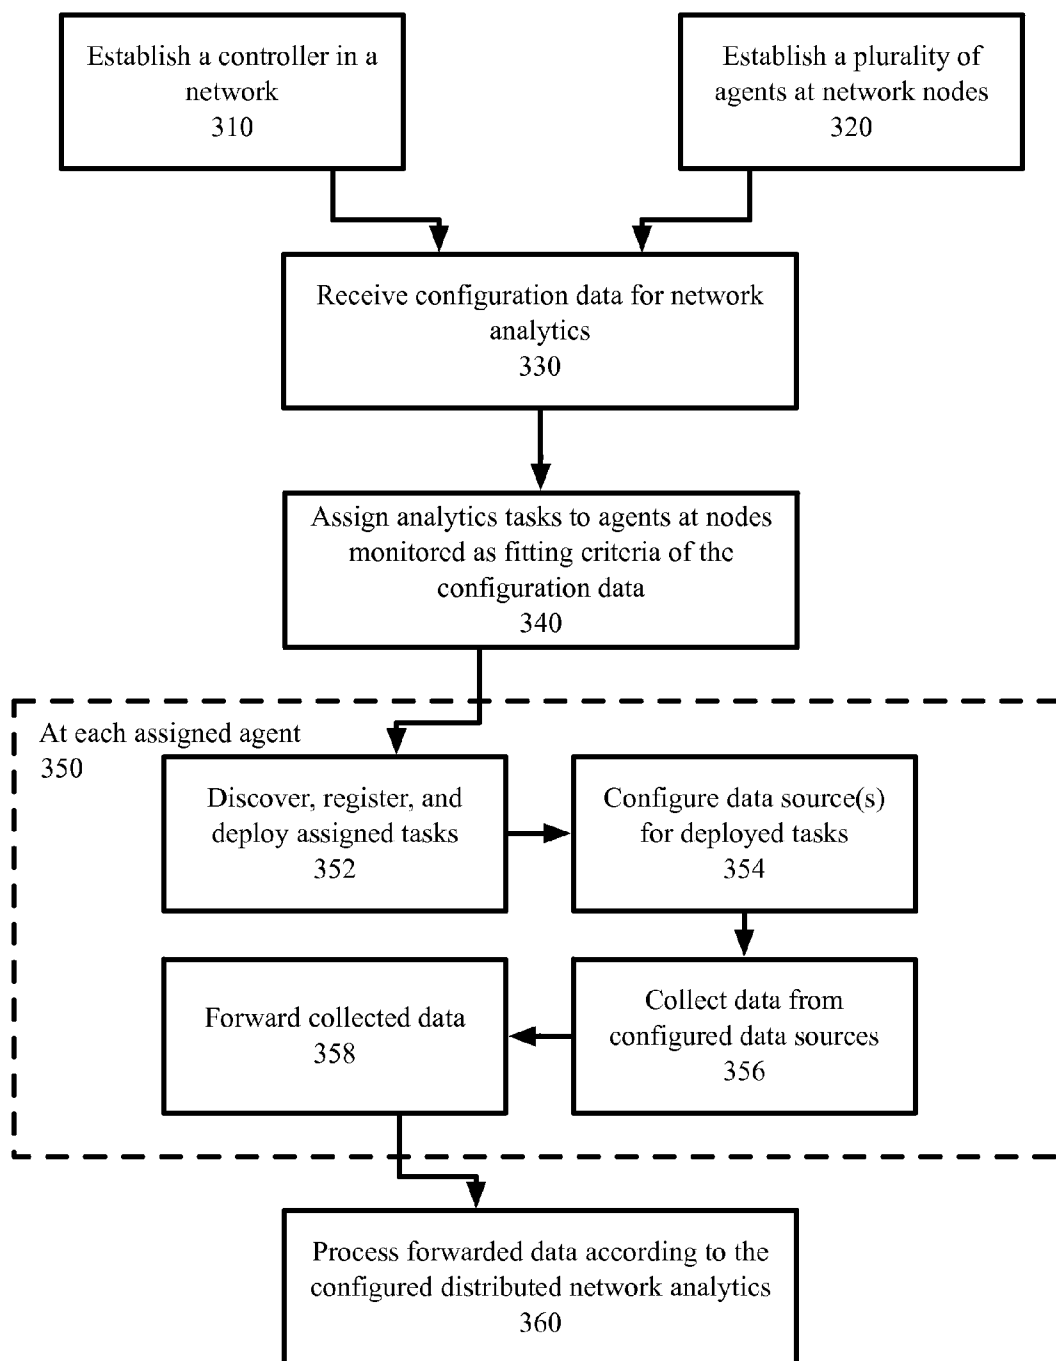 Establish a controller in a
network
310
Establish a plurality of
agents at network nodes
320
Receive configuration data for network
analytics
330
Assign analytics tasks to agents at nodes
monitored as fitting criteria of the
configuration data
340
At each assigned agent
350
Discover, register, and
deploy assigned tasks
352
Configure data source(s)
for deployed tasks
354
Forward collected data
358
Collect data from
configured data sources
356
Process forwarded data according to the
configured distributed network analytics
360